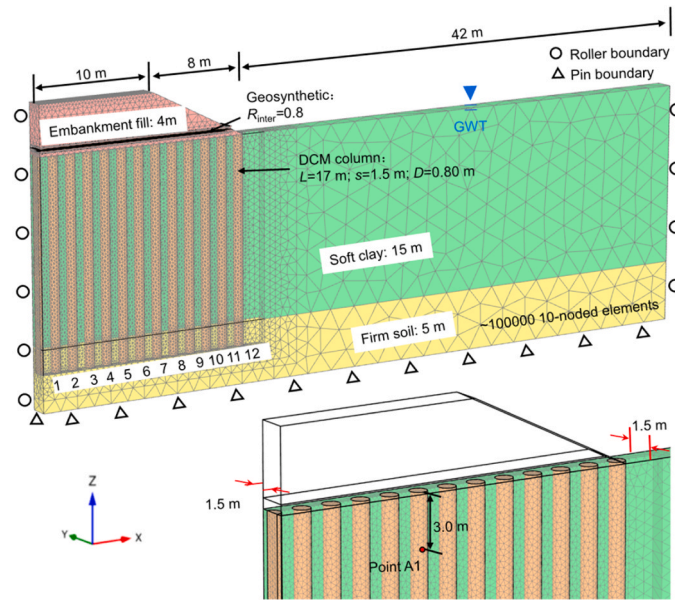 42 m
10 m
8 m
Roller boundary
Pin boundary
Geosynthetic:
R_inter=0.8
GWT
Embankment fill: 4m
DCM column:
L=17 m; s=1.5 m; D=0.80 m
Soft clay: 15 m
~100000 10-noded elements
Firm soil: 5 m
1 2 3 4 5 6 7 8 9 10 11 12
1.5 m
1.5 m
3.0 m
Point A1
Z
Y
X